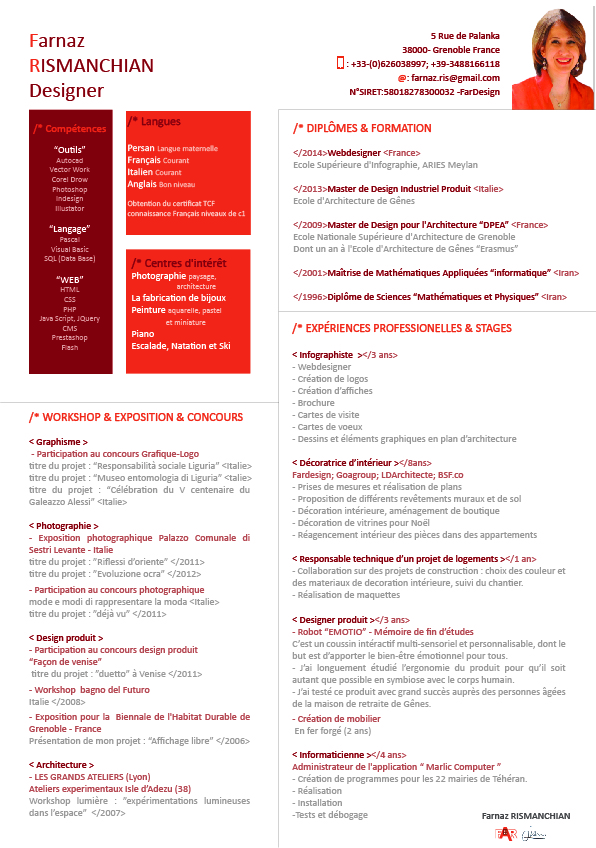 Farnaz
RISMANCHIAN
Designer
5 Rue de Palanka
38000- Grenoble France
: +33-(0)626038997; +39-3488166118
@: farnaz.ris@gmail.com
N°SIRET:58018278300032 -FarDesign
/* Compétences
“Outils”
Autocad
Vector Work
Corel Drow
Photoshop
Indesign
Illustator
“Langage”
Pascal
Visual Basic
SQL (Data Base)
“WEB”
HTML
CSS
PHP
Java Script, JQuery
CMS
Prestashop
Flash
/* Langues
Persan Langue maternelle
Français Courant
Italien Courant
Anglais Bon niveau
Obtention du certificat TCF
connaissance Français niveaux de c1
/* Centres d'intérêt
Photographie paysage,
architecture
La fabrication de bijoux
Peinture aquarelle, pastel
et miniature
Piano
Escalade, Natation et Ski
/* WORKSHOP & EXPOSITION & CONCOURS
< Graphisme >
- Participation au concours Grafique-Logo
titre du projet : “Responsabilità sociale Liguria” <Italie>
titre du projet : “Museo entomologia di Liguria” <talie>
titre du projet : “Célébration du V centenaire du
Galeazzo Alessi” <Italie>
< Photographie >
- Exposition photographique Palazzo Comunale di
Sestri Levante - Italie
titre du projet : “Riflessi d’oriente” </2011>
titre du projet : “Evoluzione ocra” </2012>
- Participation au concours photographique
mode e modi di rappresentare la moda <Italie>
titre du projet : “déjà vu” </2011>
< Design produit >
- Participation au concours design produit
“Façon de venise”
titre du projet : “duetto” à Venise </2011>
- Workshop bagno del Futuro
Italie </2008>
- Exposition pour la Biennale de l'Habitat Durable de
Grenoble - France
Présentation de mon projet : “Affichage libre” </2006>
< Architecture >
- LES GRANDS ATELIERS (Lyon)
Ateliers experimentaux Isle d’Adezu (38)
Workshop lumière : “expérimentations lumineuses
dans l’espace” </2007>
/* DIPLÔMES & FORMATION
</2014>Webdesigner <France>
Ecole Supérieur d'Infographie, ARIES Meylan
</2013>Master de Design Industriel Produit <Italie>
Ecole d'Architecture de Gênes
</2009>Master de Design pour l'Architecture “DPEA” <France>
Ecole Nationale Supérieure d'Architecture de Grenoble
Dont un an à l'Ecole d'Architecture de Gênes “Erasmus”
</2001>Maîtrise de Mathématiques Appliquées “informatique” <Iran>
</1996>Diplôme de Sciences “Mathématiques et Physiques” <Iran>
/* EXPÉRIENCES PROFESSIONELLES & STAGES
< Infographiste ></3 ans>
- Webdesigner
- Création de logos
- Création d’affiches
- Brochure
- Cartes de visite
- Cartes de voeux
- Dessins et éléments graphiques en plan d’architecture
< Décoratrice d’intérieur ></8ans>
Fardesign; Goagroup; LDArchitecte; BSF.co
- Prises de mesures et réalisation de plans
- Proposition de différents revêtements muraux et de sol
- Décoration intérieure, aménagement de boutique
- Décoration de vitrines pour Noël
- Réagencement intérieur des pièces dans des appartements
< Responsable technique d’un projet de logements ></1 an>
- Collaboration sur des projets de construction : choix des couleur et
des materiaux de decoration intérieure, suivi du chantier.
- Réalisation de maquettes
< Designer produit ></3 ans>
- Robot “EMOTIO” - Mémoire de fin d’études
C’est un coussin intéractif multi-sensoriel et personnalisable, dont le
but est d’apporter le bien-être émotionnel pour tous.
- J’ai longuement étudié l’ergonomie du produit pour qu’il soit
autant que possible en symbiose avec le corps humain.
- J’ai testé ce produit avec grand succès auprès des personnes âgées
de la maison de retraite de Gênes.
- Création de mobilier
En fer forgé (2 ans)
< Informaticienne ></4 ans>
Administrateur de l’application “ Marlic Computer ”
- Création de programmes pour les 22 mairies de Téhéran.
- Réalisation
- Installation
-Tests et débogage
Farnaz RISMANCHIAN
FAR